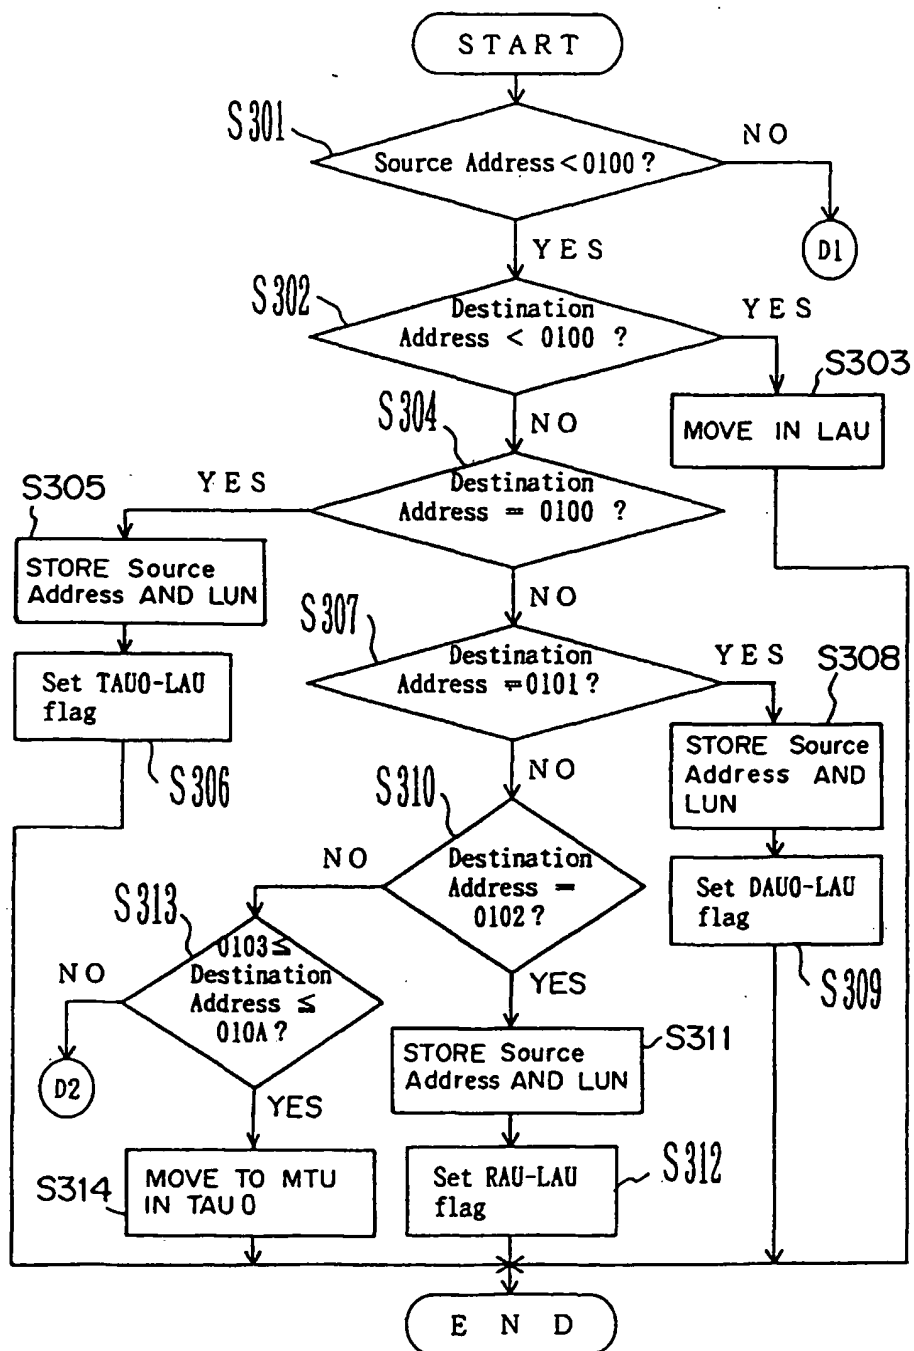 START
S301
Source Address<0100?
NO
D1
YES
S302
Destination
Address < 0100 ?
YES
S303
MOVE IN LAU
NO
S304
Destination
Address = 0100 ?
YES
S305
STORE Source
Address AND LUN
Set TAU0-LAU
flag
S306
NO
S307
Destination
Address =0101?
YES
S308
STORE Source
Address AND
LUN
Set DAU0-LAU
flag
S309
NO
S310
Destination
Address =
0102?
NO
S313
0103≦
Destination
Address ≦
010A?
NO
D2
YES
S314
MOVE TO MTU
IN TAU0
YES
S311
STORE Source
Address AND LUN
Set RAU-LAU
flag
S312
END